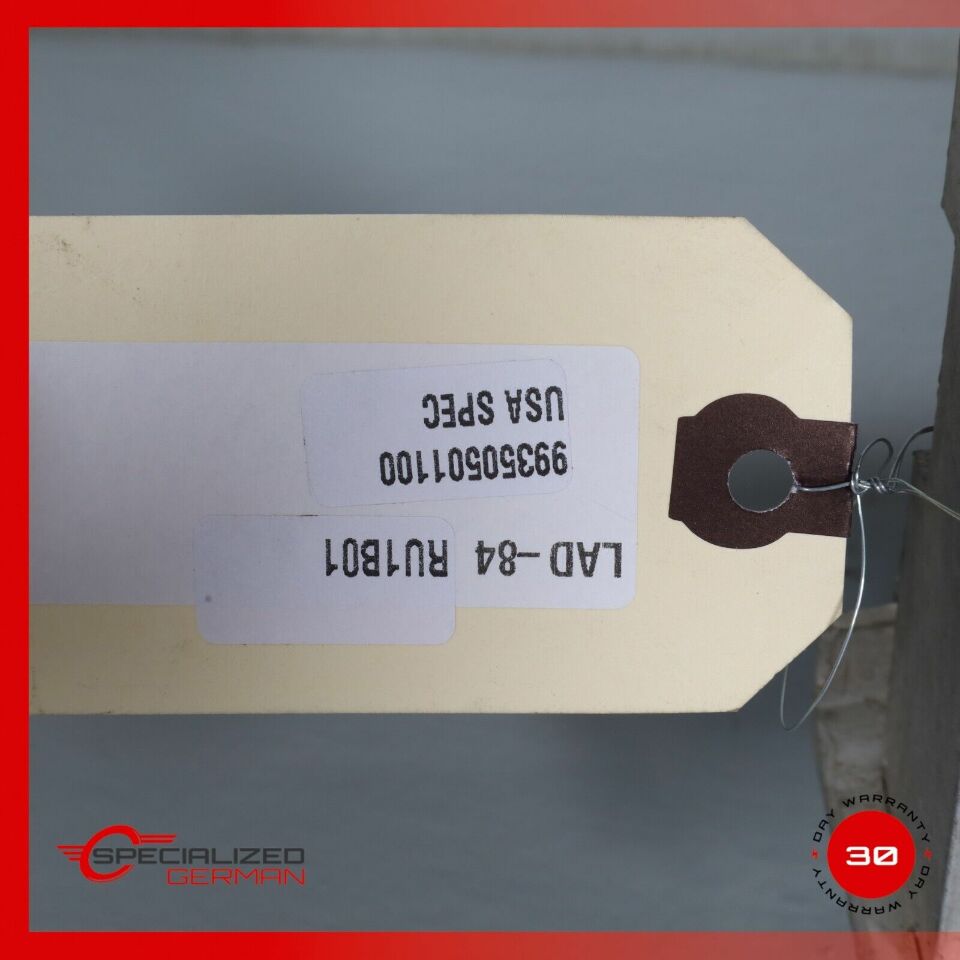 LAD-84 RU1B01
99350501100
USA SPEC
SPECIALIZED
GERMAN
DAY WARRANTY
30
DAY WARRANTY